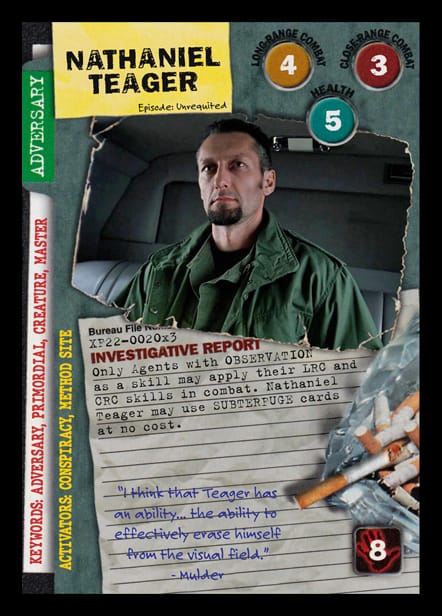 NATHANIEL
TEAGER
Episode: Unrequited
LONG-RANGE COMBAT
4
CLOSE-RANGE COMBAT
3
HEALTH
5
ADVERSARY
KEYWORDS: ADVERSARY, PRIMORDIAL, CREATURE, MASTER
ACTIVATORS: CONSPIRACY, METHOD SITE
Bureau File
XF22-0020x3
INVESTIGATIVE REPORT
Only Agents with OBSERVATION
as a skill may apply their LRC and
CRC skills in combat. Nathaniel
Teager may use SUBTERFUGE cards
at no cost.
"I think that Teager has
an ability... the ability to
effectively erase himself
from the visual field."
- Mulder
8